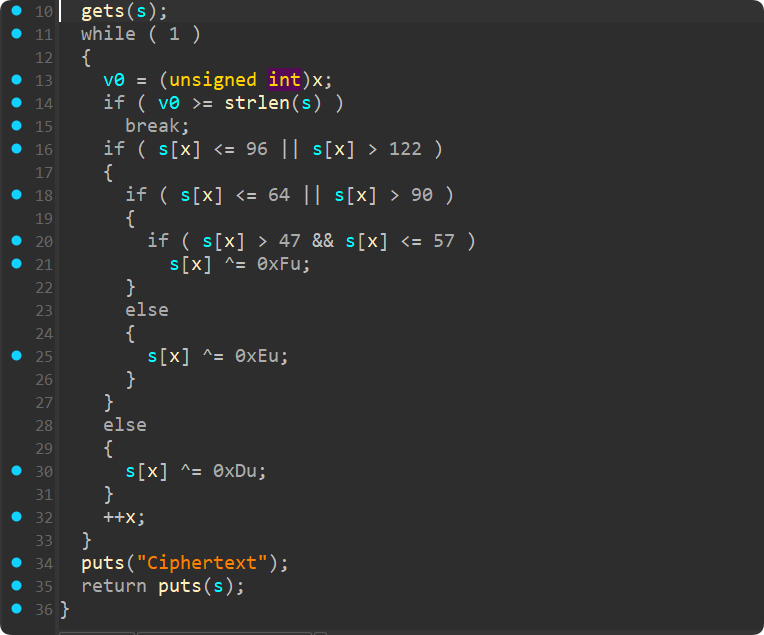 10 gets(s);
11 while ( 1 )
12 {
13 v0 = (unsigned int)x;
14 if ( v0 >= strlen(s) )
15 break;
16 if ( s[x] <= 96 || s[x] > 122 )
17 {
18 if ( s[x] <= 64 || s[x] > 90 )
19 {
20 if ( s[x] > 47 && s[x] <= 57 )
21 s[x] ^= 0xFu;
22 }
23 else
24 {
25 s[x] ^= 0xEu;
26 }
27 }
28 else
29 {
30 s[x] ^= 0xDu;
31 }
32 ++x;
33 }
34 puts("Ciphertext");
35 return puts(s);
36 }